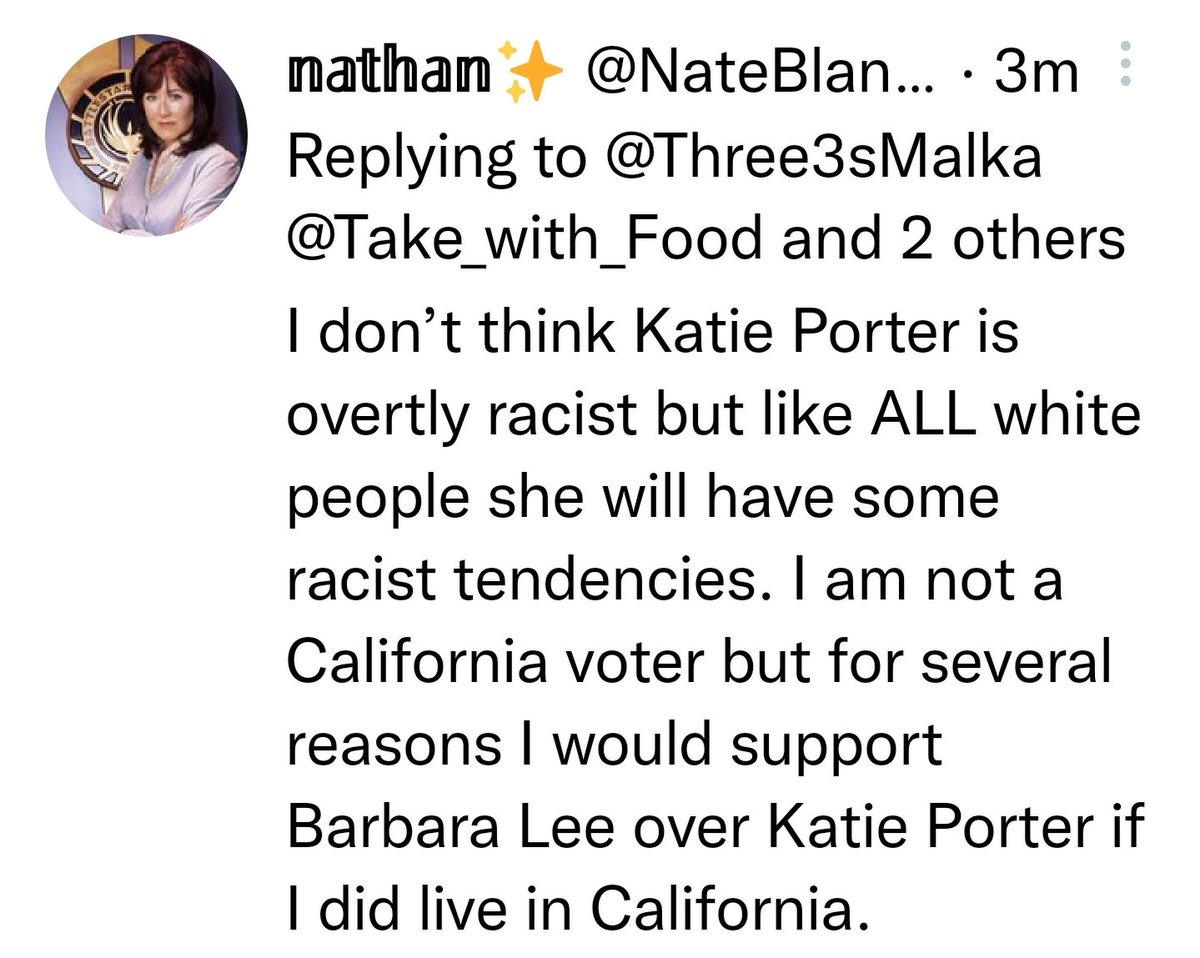 nathan✨ @NateBlan... · 3m
Replying to @Three3sMalka
@Take_with_Food and 2 others
I don’t think Katie Porter is
overtly racist but like ALL white
people she will have some
racist tendencies. I am not a
California voter but for several
reasons I would support
Barbara Lee over Katie Porter if
I did live in California.